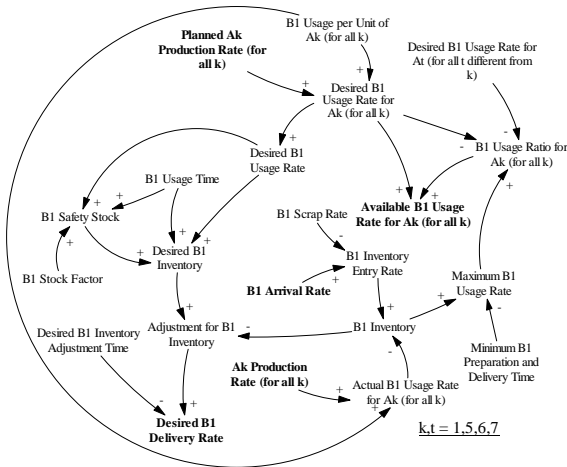 B1 Usage per Unit of
Ak (for all k)
Planned Ak
Production Rate (for
all k)
Desired B1 Usage Rate for
At (for all t different from
k)
+
+
Desired B1
Usage Rate for
Ak (for all k)
-
-
+
-
B1 Usage Ratio for
Ak (for all k)
Desired B1
Usage Rate
B1 Usage Time
+
+
+
+
+
B1 Safety Stock
Available B1 Usage
Rate for Ak (for all k)
B1 Scrap Rate
+
+
+
-
+
Desired B1
Inventory
B1 Inventory
Entry Rate
B1 Stock Factor
B1 Arrival Rate
+
Maximum B1
Usage Rate
+
+
+
-
Desired B1 Inventory
Adjustment Time
Adjustment for B1
Inventory
-
B1 Inventory
-
Minimum B1
Preparation and
Delivery Time
Ak Production
Rate (for all k)
+
Actual B1 Usage Rate
for Ak (for all k)
-
+
+
Desired B1
Delivery Rate
k,t = 1,5,6,7